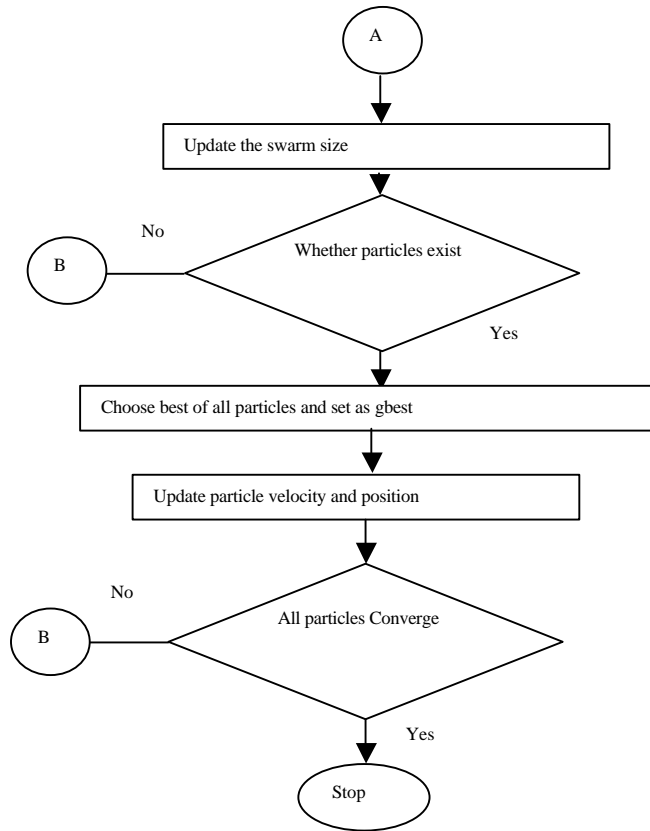 A
Update the swarm size
No
Whether particles exist
B
Yes
Choose best of all particles and set as gbest
Update particle velocity and position
No
All particles Converge
B
Yes
Stop